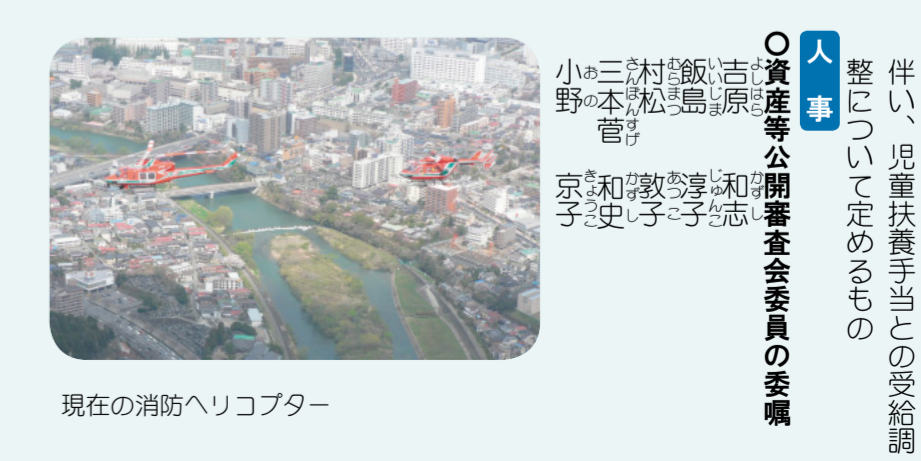 伴い、児童扶養手当との受給調
整について定めるもの
人事
〇資産等公開審査会委員の委嘱
吉原 和志
飯島 淳子
村松 敦子
三本菅 和史
小野 京子
現在の消防ヘリコプター